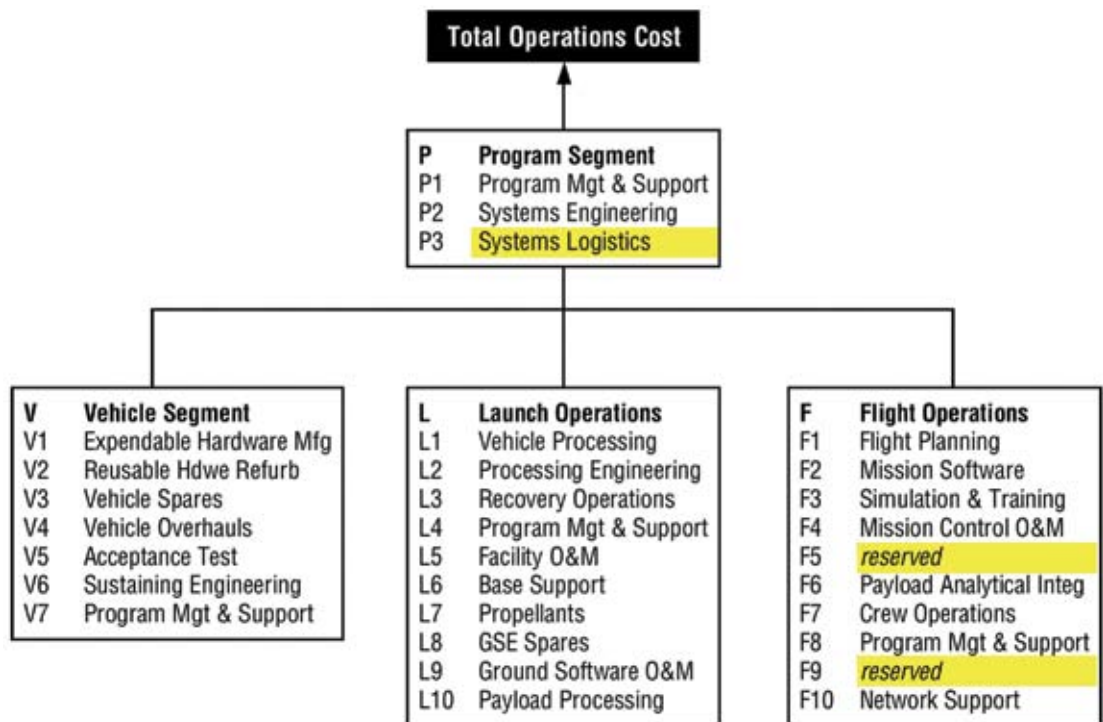 Total Operations Cost
P Program Segment
P1 Program Mgt & Support
P2 Systems Engineering
P3 Systems Logistics
V Vehicle Segment
V1 Expendable Hardware Mfg
V2 Reusable Hdwe Refurb
V3 Vehicle Spares
V4 Vehicle Overhauls
V5 Acceptance Test
V6 Sustaining Engineering
V7 Program Mgt & Support
L Launch Operations
L1 Vehicle Processing
L2 Processing Engineering
L3 Recovery Operations
L4 Program Mgt & Support
L5 Facility O&M
L6 Base Support
L7 Propellants
L8 GSE Spares
L9 Ground Software O&M
L10 Payload Processing
F Flight Operations
F1 Flight Planning
F2 Mission Software
F3 Simulation & Training
F4 Mission Control O&M
F5 reserved
F6 Payload Analytical Integ
F7 Crew Operations
F8 Program Mgt & Support
F9 reserved
F10 Network Support